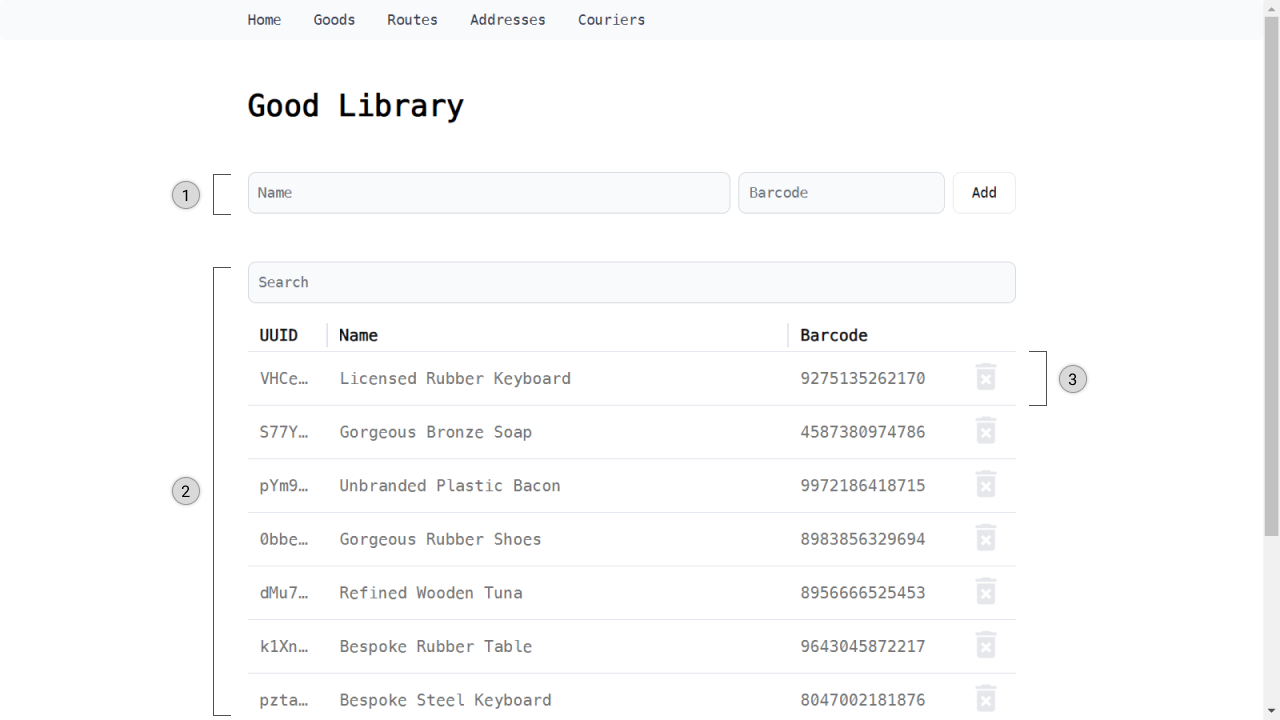 Home Goods Routes Addresses Couriers
Good Library
1 Name Barcode Add
Search
UUID Name Barcode
VHCe… Licensed Rubber Keyboard 9275135262170 3
S77Y… Gorgeous Bronze Soap 4587380974786
2 pYm9… Unbranded Plastic Bacon 9972186418715
0bbe… Gorgeous Rubber Shoes 8983856329694
dMu7… Refined Wooden Tuna 8956666525453
k1Xn… Bespoke Rubber Table 9643045872217
pzta… Bespoke Steel Keyboard 8047002181876